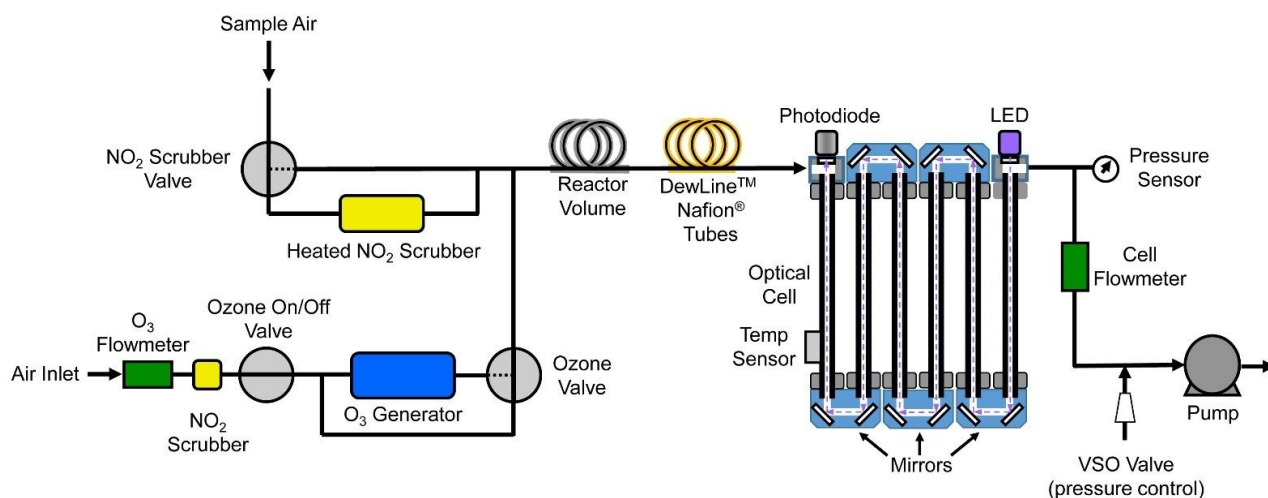 Sample Air
NO₂ Scrubber
Valve
Heated NO₂ Scrubber
Reactor
Volume
DewLine™
Nafion®
Tubes
Photodiode
LED
Pressure
Sensor
Optical
Cell
Temp
Sensor
Cell
Flowmeter
Ozone On/Off
Valve
O₃
Flowmeter
Air Inlet
NO₂
Scrubber
O₃ Generator
Ozone
Valve
Mirrors
VSO Valve
(pressure control)
Pump